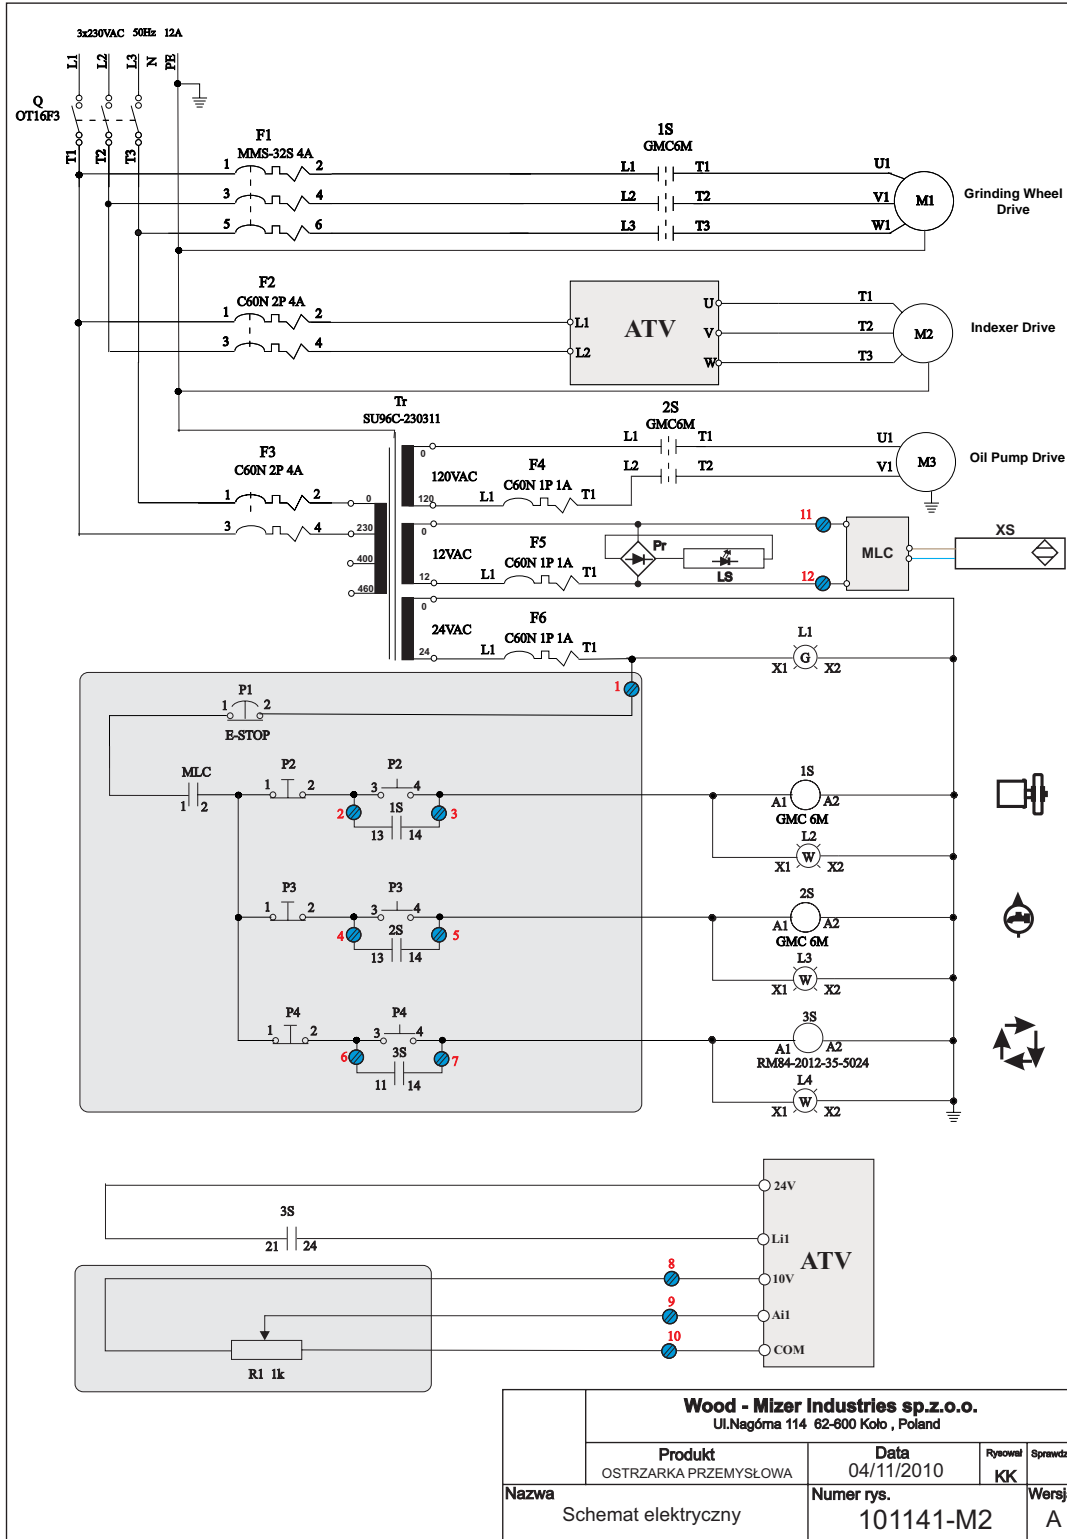 3x230VAC 50Hz 12A
L1 L2 L3 N PE
Q
OT16F3
T1 T2 T3
F1
MMS-32S 4A
1 2
3 4
5 6
1S
GMC6M
L1 T1
L2 T2
L3 T3
U1
V1
W1
M1
Grinding Wheel
Drive
F2
C60N 2P 4A
1 2
3 4
L1
L2
ATV
U
V
W
T1
T2
T3
M2
Indexer Drive
Tr
SU96C-230311
F3
C60N 2P 4A
1 2
3 4
0
230
400
460
0
120VAC
120
L1
F4
C60N 1P 1A
T1
2S
GMC6M
L1 T1
L2 T2
U1
V1
M3
Oil Pump Drive
0
12VAC
12
L1
F5
C60N 1P 1A
T1
Pr
LS
11
12
MLC
XS
0
24VAC
24
L1
F6
C60N 1P 1A
T1
L1
X1 G X2
1
P1
1 2
E-STOP
MLC
1 2
P2
1 2
P2
3 4
2 1S 3
13 14
1S
A1 A2
GMC 6M
L2
X1 W X2
P3
1 2
P3
3 4
4 2S 5
13 14
2S
A1 A2
GMC 6M
L3
X1 W X2
P4
1 2
P4
3 4
6 3S 7
11 14
3S
A1 A2
RM84-2012-35-5024
L4
X1 W X2
24V
3S
21 24
Li1
ATV
8
10V
9
Ai1
10
COM
R1 1k
Wood - Mizer Industries sp.z.o.o.
Ul.Nagórna 114 62-600 Koło , Poland
Produkt
OSTRZARKA PRZEMYSŁOWA
Data
04/11/2010
Rysował
KK
Nazwa
Schemat elektryczny
Numer rys.
101141-M2
A